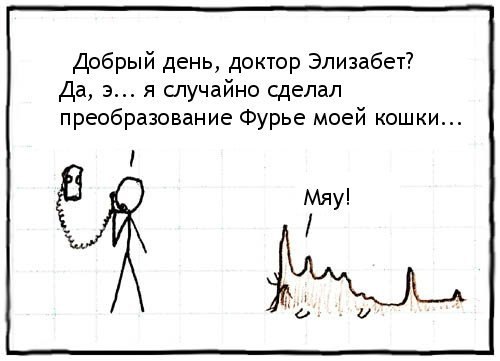 Добрый день, доктор Элизабет?
Да, э... я случайно сделал
преобразование Фурье моей кошки...
Мяу!